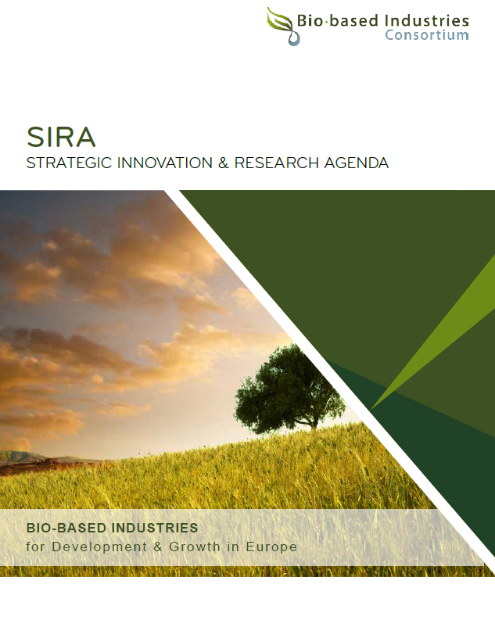 Bio-based Industries
Consortium
SIRA
STRATEGIC INNOVATION & RESEARCH AGENDA
BIO-BASED INDUSTRIES
for Development & Growth in Europe